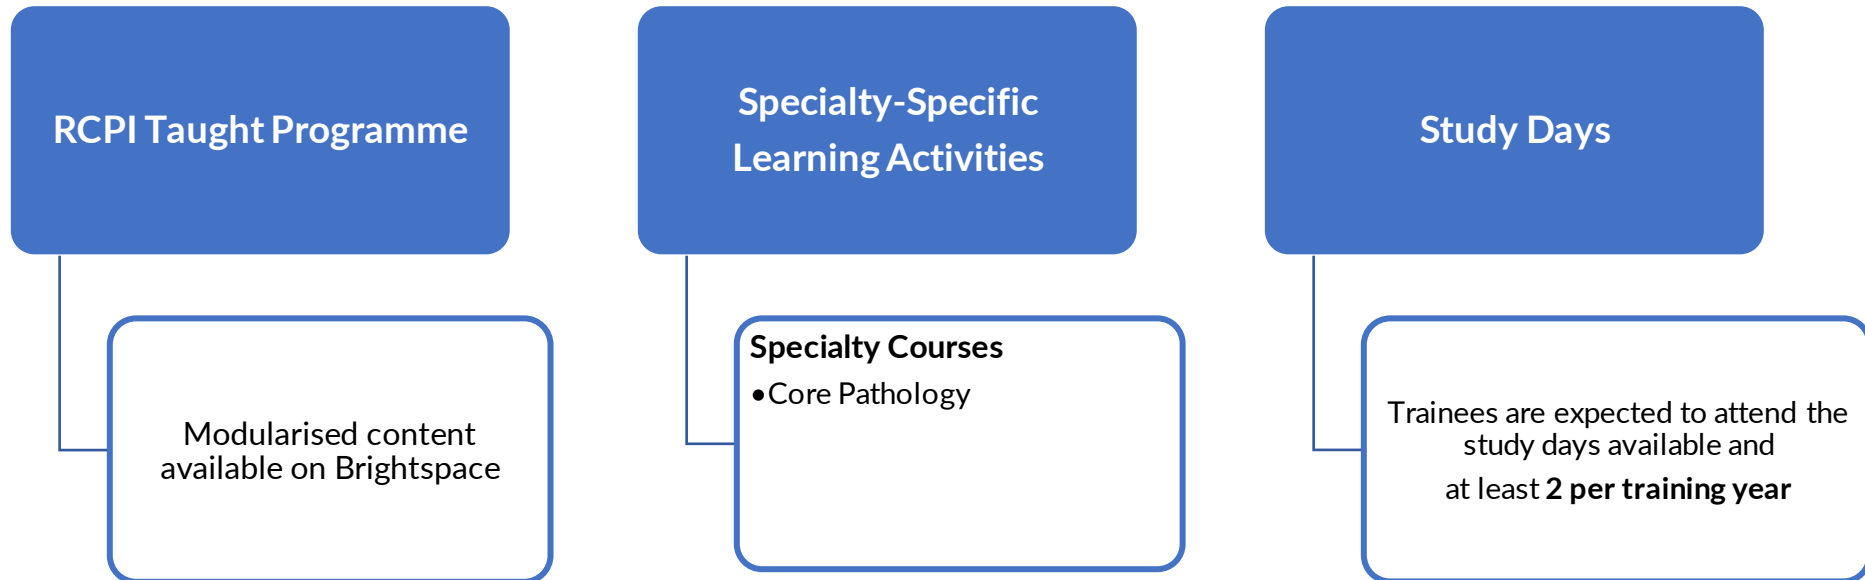 RCPI Taught Programme
Modularised content
available on Brightspace
Specialty-Specific
Learning Activities
Specialty Courses
•Core Pathology
Study Days
Trainees are expected to attend the
study days available and
at least 2 per training year